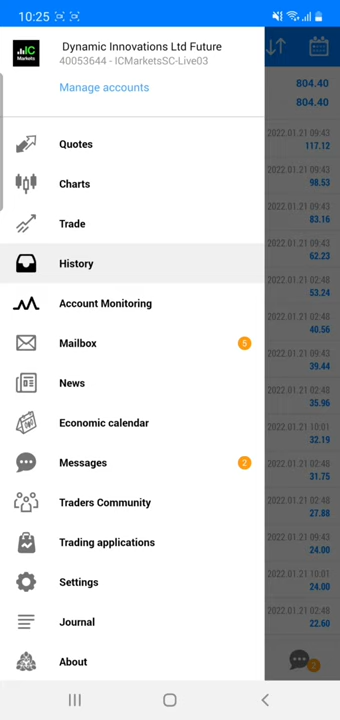 10:25
IC
Markets
Dynamic Innovations Ltd Future
40053644 - ICMarketsSC-Live03
Manage accounts
Quotes
Charts
Trade
History
Account Monitoring
Mailbox
5
News
Economic calendar
Messages
2
Traders Community
Trading applications
Settings
Journal
About
804.40
804.40
2022.01.21 09:43
117.12
2022.01.21 09:43
98.53
2022.01.21 09:43
83.16
2022.01.21 09:43
62.23
2022.01.21 02:48
53.24
2022.01.21 02:48
40.56
2022.01.21 09:43
39.44
2022.01.21 02:48
35.96
2022.01.21 10:01
32.19
2022.01.21 02:48
31.75
2022.01.21 02:48
27.88
2022.01.21 09:43
24.00
2022.01.21 10:01
24.00
2022.01.21 02:48
22.60
2